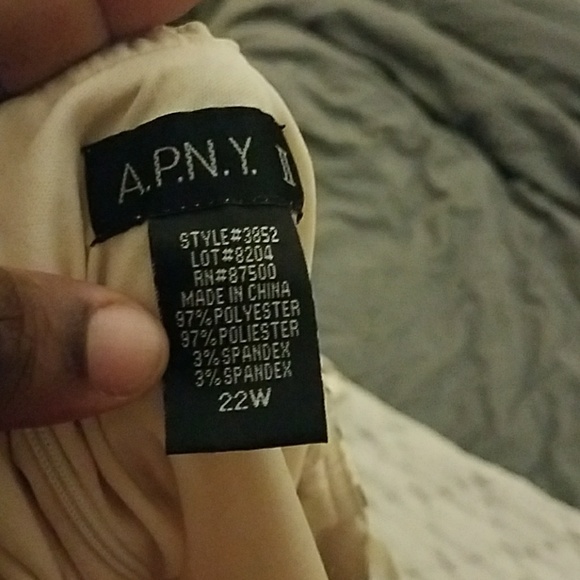 A.P.N.Y. II
STYLE#3852
LOT#8204
RN#87500
MADE IN CHINA
97% POLYESTER
97% POLIESTER
3% SPANDEX
3% SPANDEX
22W